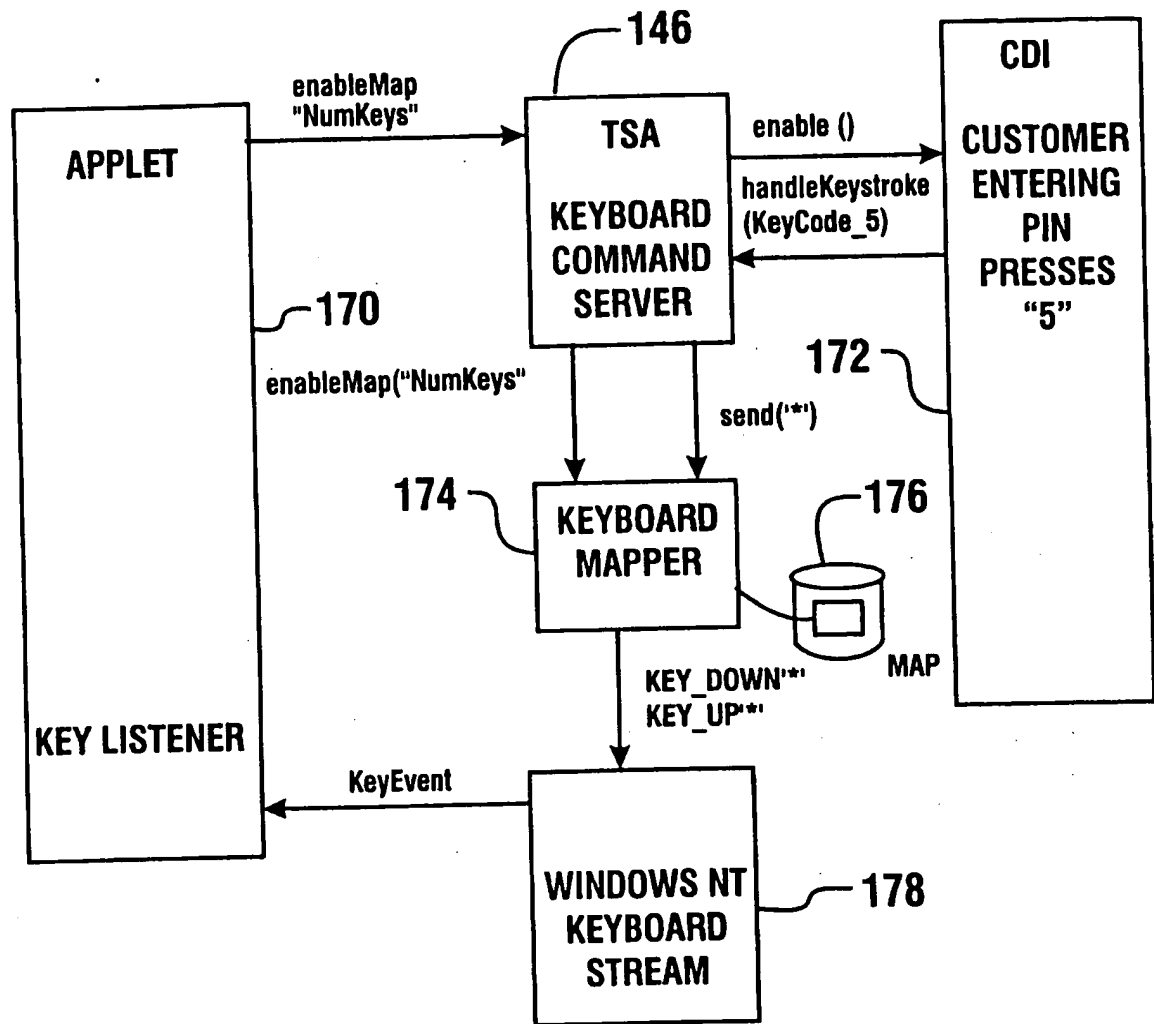 146
enableMap
"NumKeys"
APPLET
TSA
KEYBOARD
COMMAND
SERVER
enable ()
handleKeystroke
(KeyCode_5)
CDI
CUSTOMER
ENTERING
PIN
PRESSES
“5”
170
172
enableMap("NumKeys"
send('*')
174
KEYBOARD
MAPPER
176
MAP
KEY_DOWN'*'
KEY_UP'*'
KEY LISTENER
KeyEvent
WINDOWS NT
KEYBOARD
STREAM
178